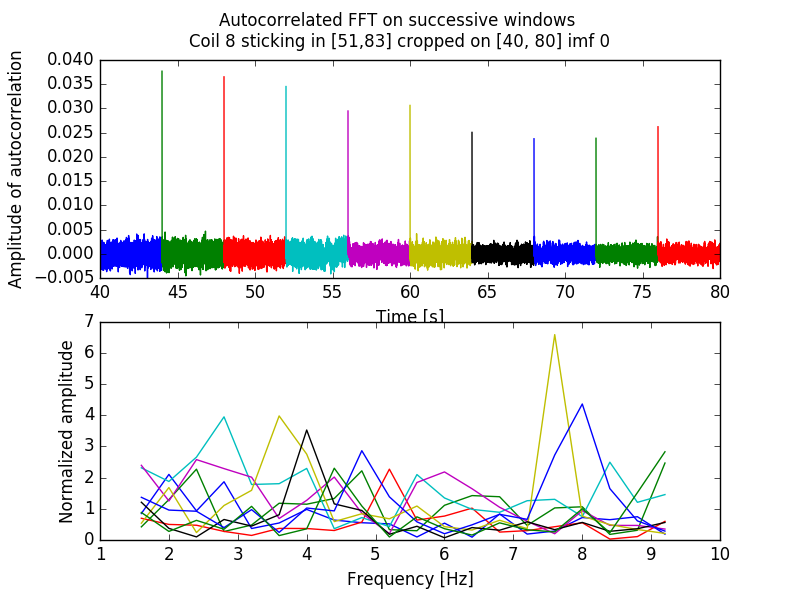 Autocorrelated FFT on successive windows
Coil 8 sticking in [51,83] cropped on [40, 80] imf 0
Amplitude of autocorrelation
0.040
0.035
0.030
0.025
0.020
0.015
0.010
0.005
0.000
−0.005
40 45 50 55 60 65 70 75 80
Time [s]
Normalized amplitude
7
6
5
4
3
2
1
0
1 2 3 4 5 6 7 8 9 10
Frequency [Hz]